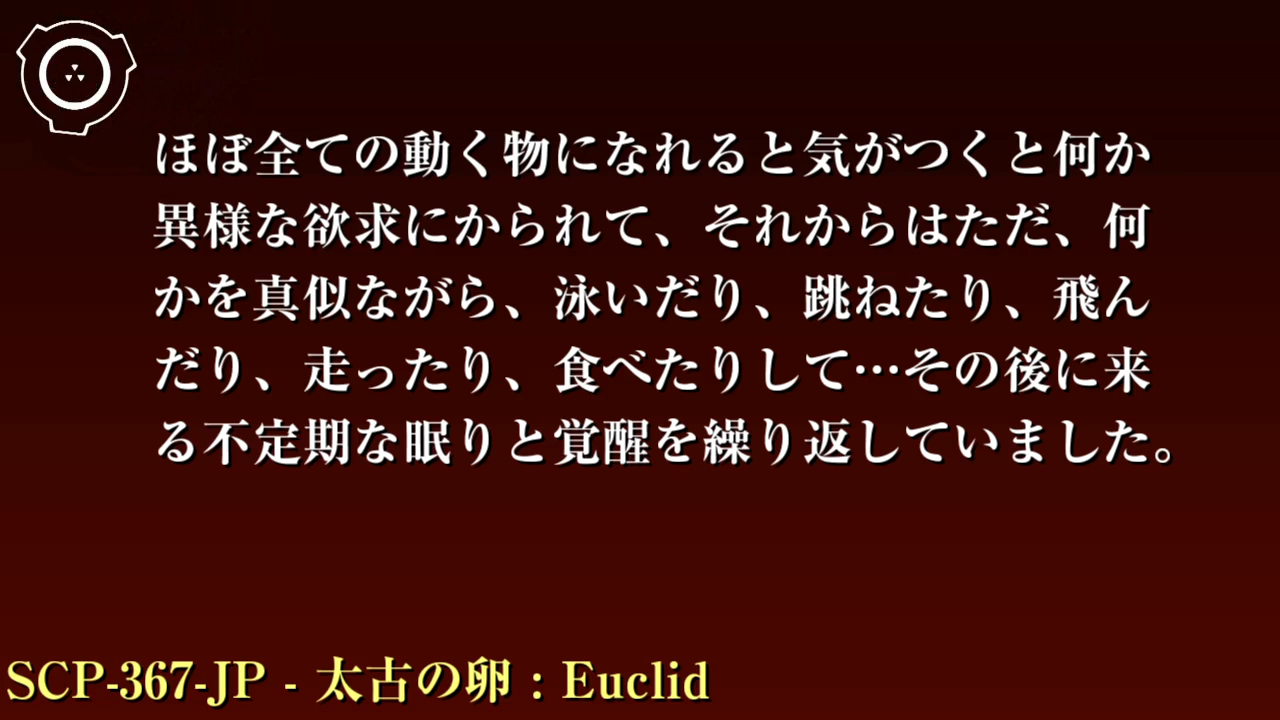 ほぼ全ての動く物になれると気がつくと何か
異様な欲求にかられて、それからはただ、何
かを真似ながら、泳いだり、跳ねたり、飛ん
だり、走ったり、食べたりして…その後に来
る不定期な眠りと覚醒を繰り返していました。
SCP-367-JP - 太古の卵 : Euclid